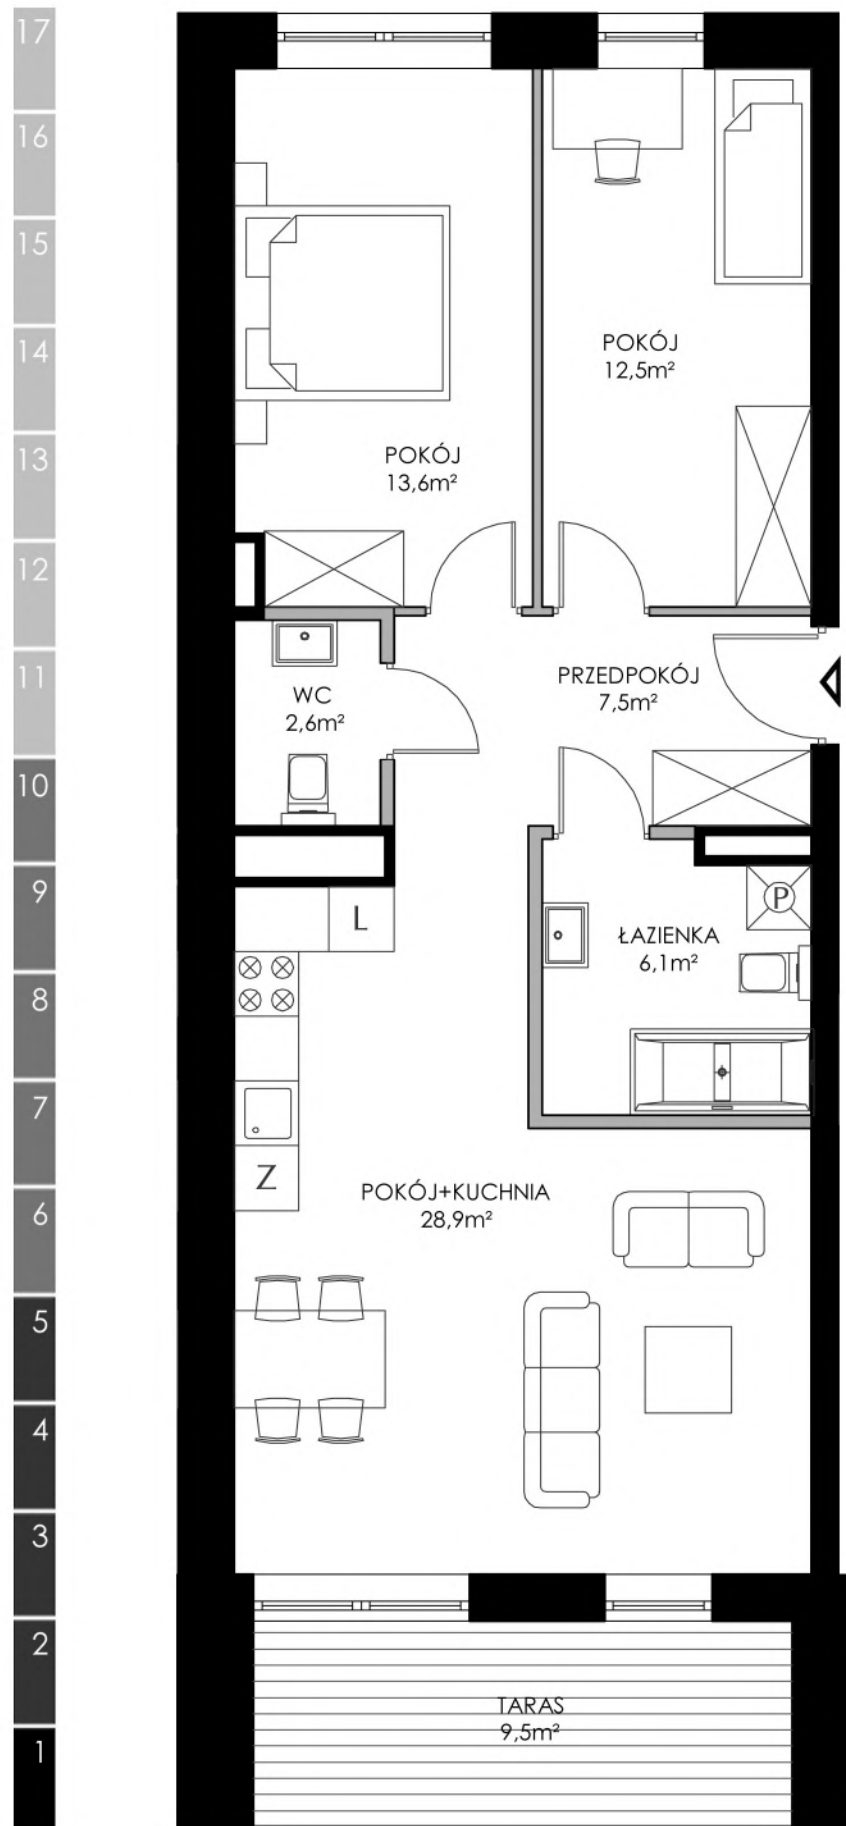 17
16
15
14
13
12
11
10
9
8
7
6
5
4
3
2
1
POKÓJ
12,5m²
POKÓJ
13,6m²
PRZEDPOKÓJ
7,5m²
WC
2,6m²
P
L
ŁAZIENKA
6,1m²
Z
POKÓJ+KUCHNIA
28,9m²
TARAS
9,5m²